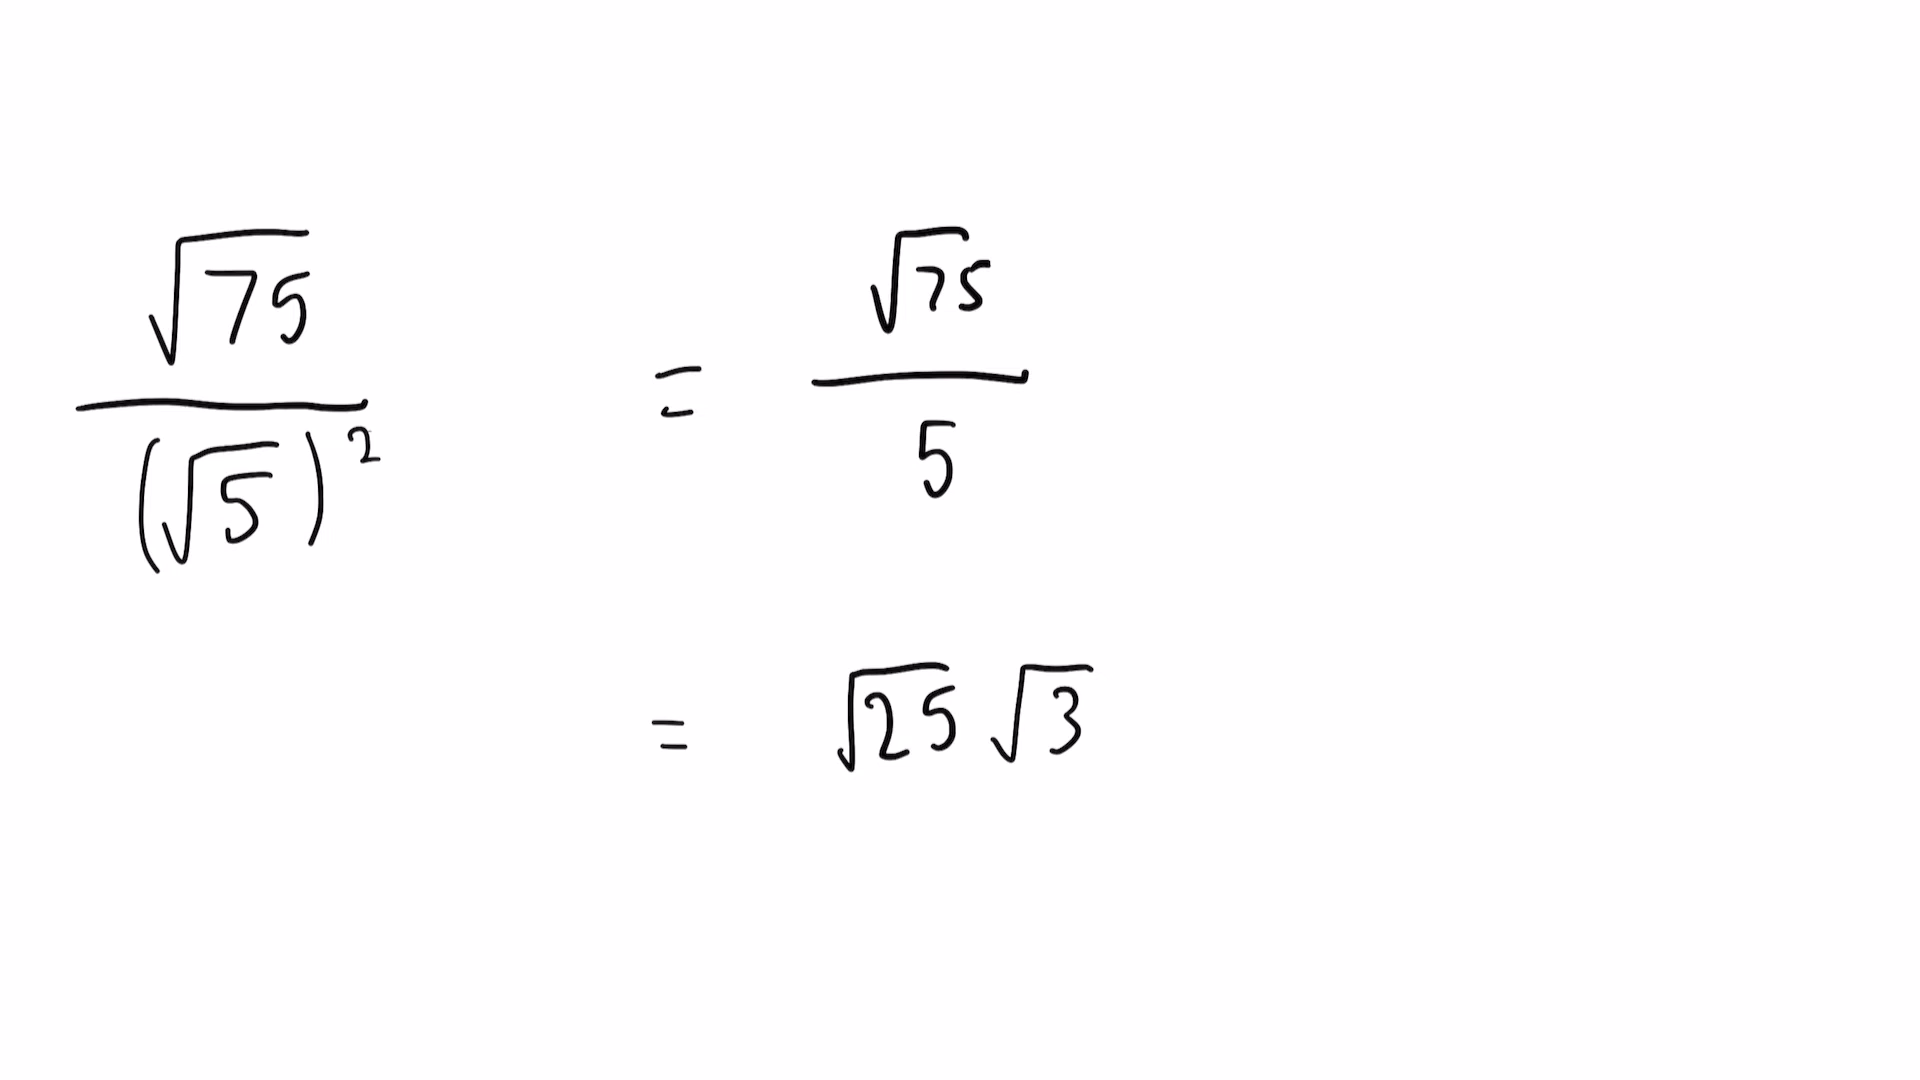 √75 / (√5)² = √75 / 5
= √25 √3